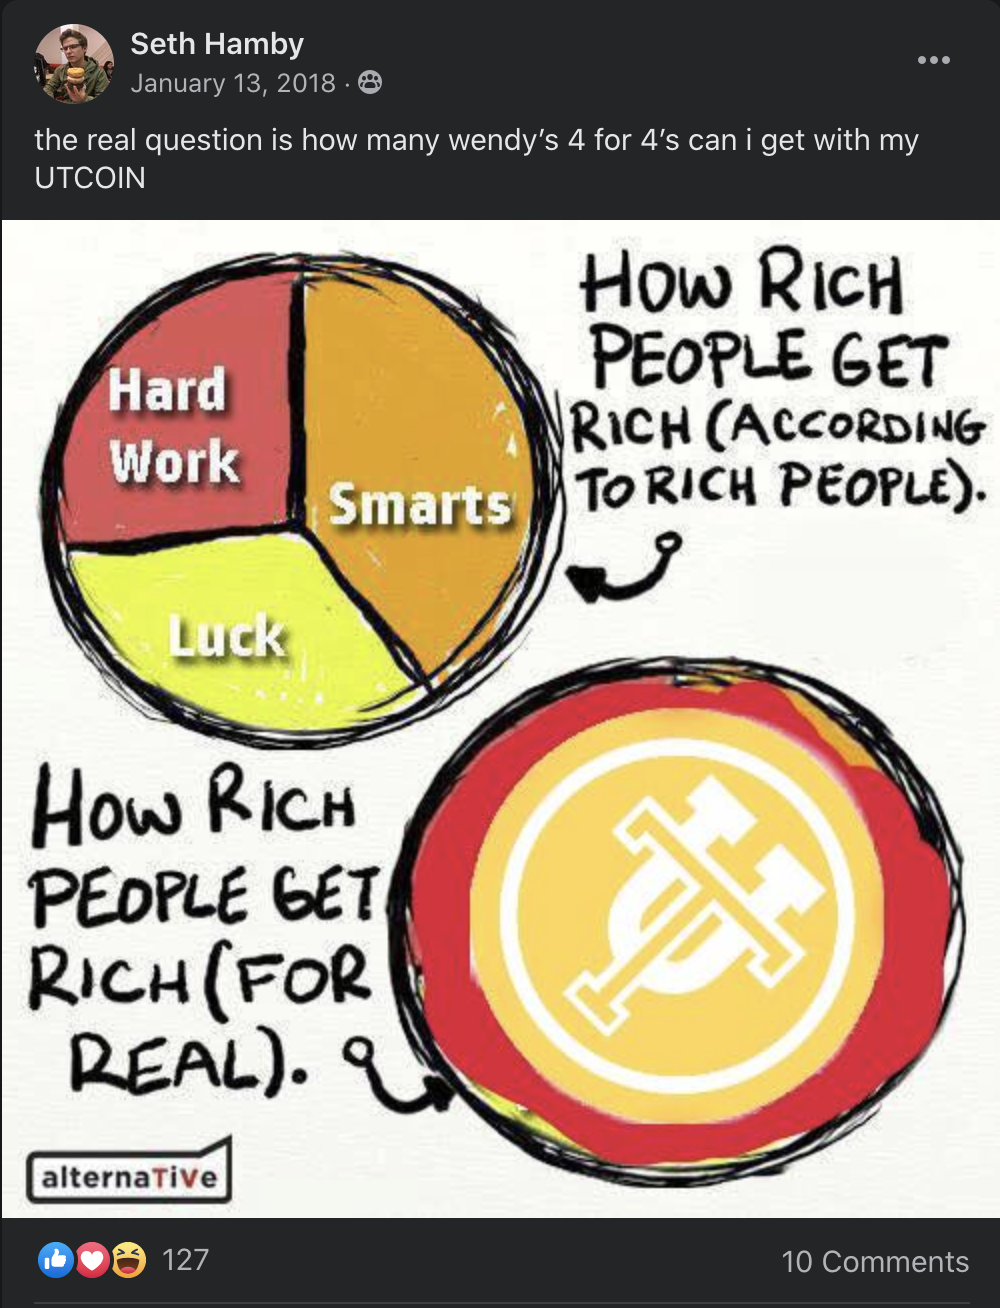 Seth Hamby
January 13, 2018 ·
the real question is how many wendy’s 4 for 4’s can i get with my
UTCOIN
HOW RICH
PEOPLE GET
RICH (ACCORDING
TO RICH PEOPLE).
Hard
Work
Smarts
Luck
HOW RICH
PEOPLE GET
RICH (FOR
REAL).
alternaTiVe
127
10 Comments